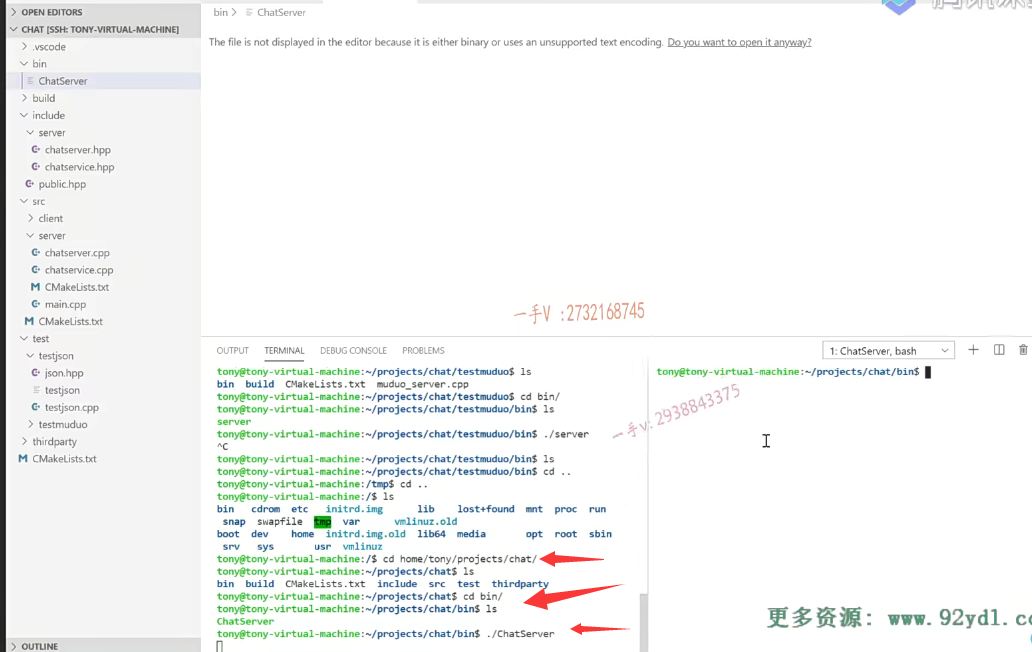 OPEN EDITORS
CHAT [SSH: TONY-VIRTUAL-MACHINE]
.vscode
bin
ChatServer
build
include
server
chatserver.hpp
chatservice.hpp
public.hpp
src
client
server
chatserver.cpp
chatservice.cpp
CMakeLists.txt
main.cpp
CMakeLists.txt
test
testjson
json.hpp
testjson
testjson.cpp
testmuduo
thirdparty
CMakeLists.txt
OUTLINE
bin > ChatServer
The file is not displayed in the editor because it is either binary or uses an unsupported text encoding. Do you want to open it anyway?
一手V :2732168745
OUTPUT TERMINAL DEBUG CONSOLE PROBLEMS
1: ChatServer, bash
tony@tony-virtual-machine:~/projects/chat/testmuduo$ ls
bin build CMakeLists.txt muduo_server.cpp
tony@tony-virtual-machine:~/projects/chat/testmuduo$ cd bin/
tony@tony-virtual-machine:~/projects/chat/testmuduo/bin$ ls
server
tony@tony-virtual-machine:~/projects/chat/testmuduo/bin$ ./server
^C
tony@tony-virtual-machine:~/projects/chat/testmuduo/bin$ ls
tony@tony-virtual-machine:~/projects/chat/testmuduo/bin$ cd ..
tony@tony-virtual-machine:/tmp$ cd ..
tony@tony-virtual-machine:/$ ls
bin cdrom etc initrd.img lib lost+found mnt proc run
snap swapfile tmp var vmlinuz.old
boot dev home initrd.img.old lib64 media opt root sbin
srv sys usr vmlinuz
tony@tony-virtual-machine:/$ cd home/tony/projects/chat/
tony@tony-virtual-machine:~/projects/chat$ ls
bin build CMakeLists.txt include src test thirdparty
tony@tony-virtual-machine:~/projects/chat$ cd bin/
tony@tony-virtual-machine:~/projects/chat/bin$ ls
ChatServer
tony@tony-virtual-machine:~/projects/chat/bin$ ./ChatServer
tony@tony-virtual-machine:~/projects/chat/bin$
一手v: 2938843375
更多资源: www.92ydl.co